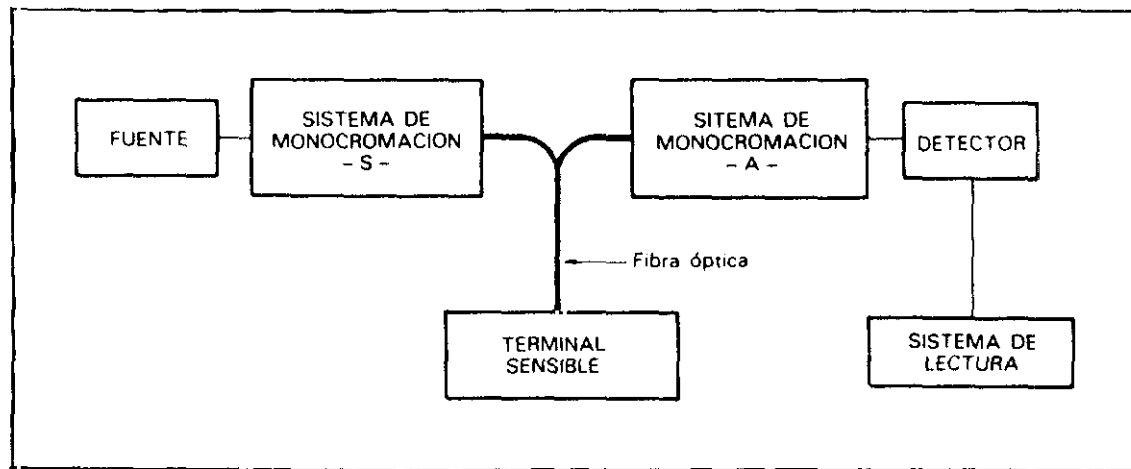 FUENTE
SISTEMA DE
MONOCROMACION
- S -
SITEMA DE
MONOCROMACION
- A -
DETECTOR
Fibra óptica
TERMINAL
SENSIBLE
SISTEMA DE
LECTURA